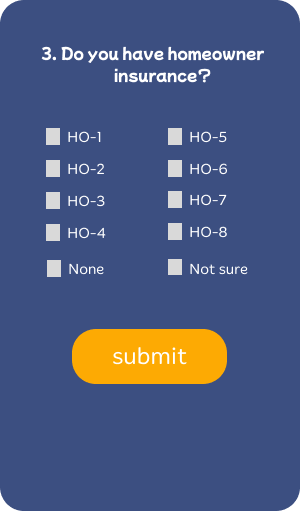 3. Do you have homeowner
insurance?
HO-1
HO-2
HO-3
HO-4
None
HO-5
HO-6
HO-7
HO-8
Not sure
submit